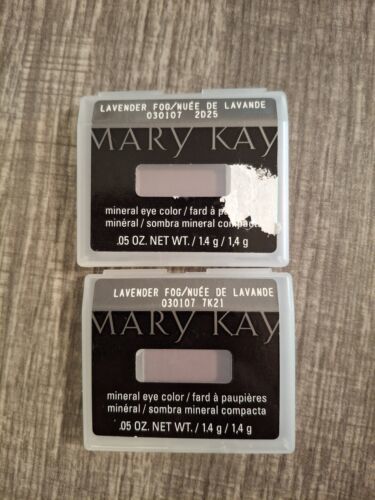 LAVENDER FOG/NUÉE DE LAVANDE
030107 2D25
MARY KAY
mineral eye color / fard à
minéral / sombra mineral compacta
.05 OZ. NET WT. / 1.4 g / 1,4 g
LAVENDER FOG/NUÉE DE LAVANDE
030107 7K21
MARY KAY
mineral eye color / fard à paupières
minéral / sombra mineral compacta
.05 OZ. NET WT. / 1.4 g / 1,4 g